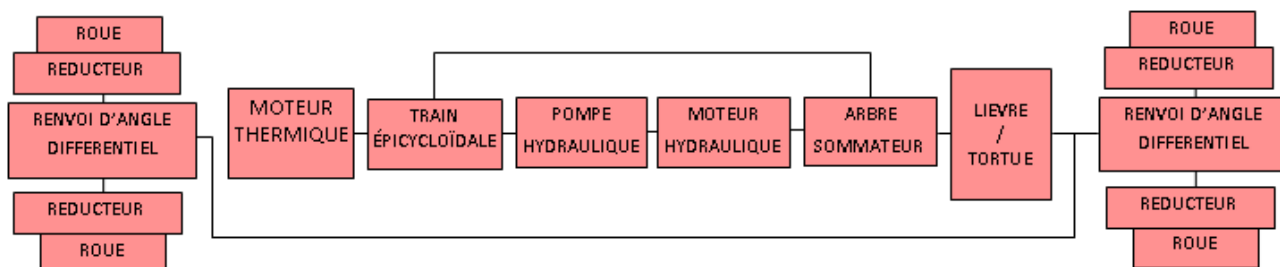 ROUE
REDUCTEUR
RENVOI D'ANGLE
DIFFERENTIEL
REDUCTEUR
ROUE
MOTEUR
THERMIQUE
TRAIN
ÉPICYCLOÏDALE
POMPE
HYDRAULIQUE
MOTEUR
HYDRAULIQUE
ARBRE
SOMMATEUR
LIEVRE
/
TORTUE
ROUE
REDUCTEUR
RENVOI D'ANGLE
DIFFERENTIEL
REDUCTEUR
ROUE